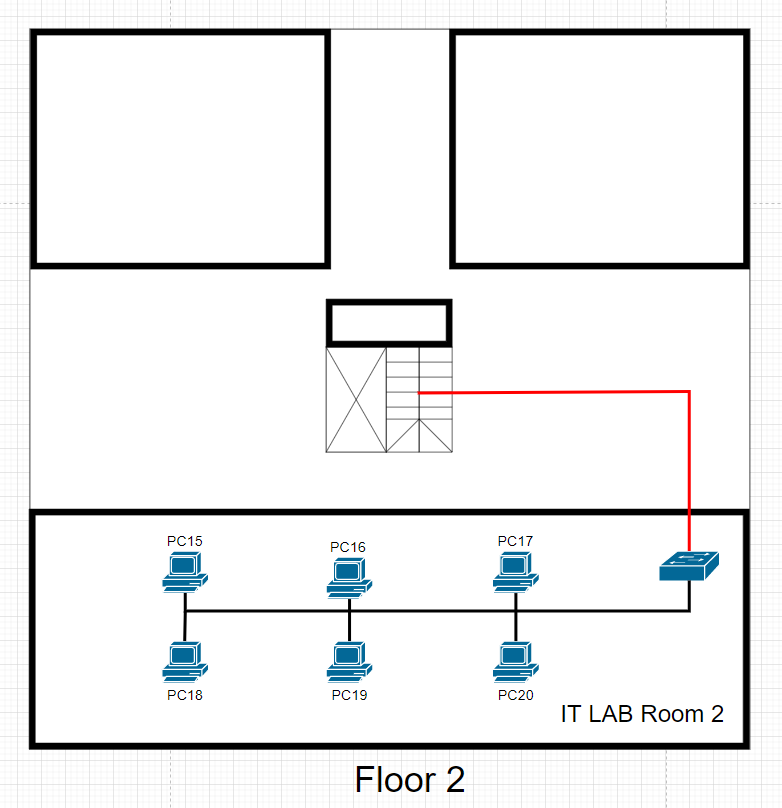 PC15
PC16
PC17
PC18
PC19
PC20
IT LAB Room 2
Floor 2